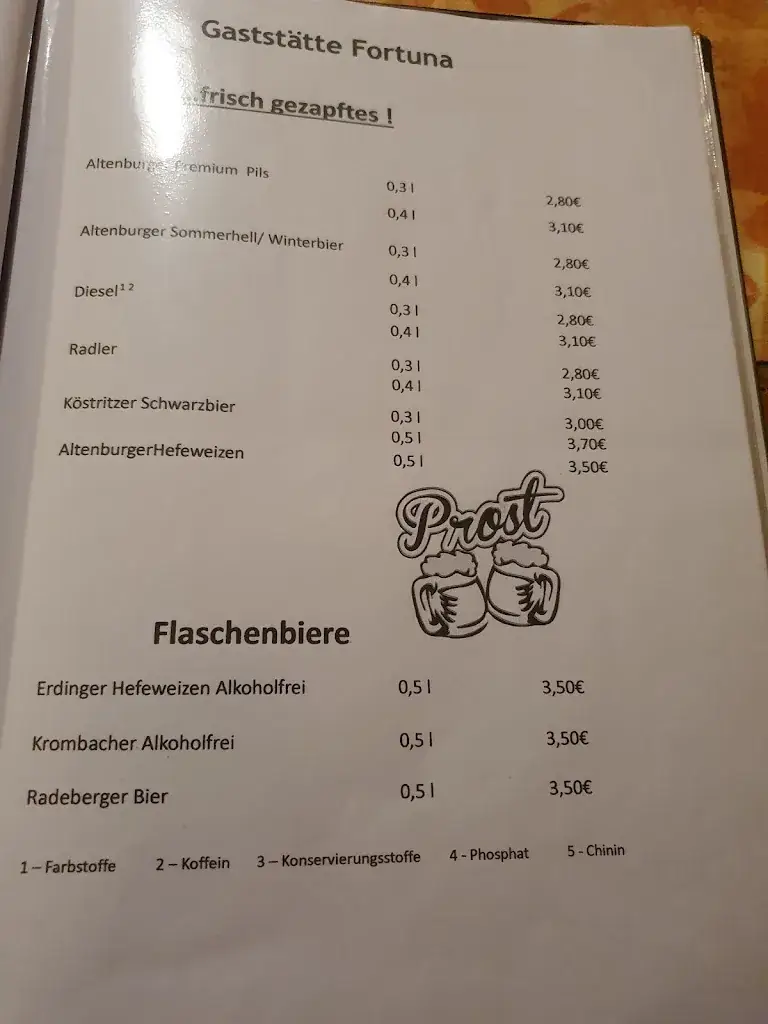 Gaststätte Fortuna
...frisch gezapftes !
Altenburger Premium Pils
0,3 l 2,80€
0,4 l 3,10€
Altenburger Sommerhell/ Winterbier
0,3 l 2,80€
0,4 l 3,10€
Diesel¹ ²
0,3 l 2,80€
0,4 l 3,10€
Radler
0,3 l 2,80€
0,4 l 3,10€
Köstritzer Schwarzbier
0,3 l 3,00€
0,5 l 3,70€
AltenburgerHefeweizen 0,5 l 3,50€
Prost
Flaschenbiere
Erdinger Hefeweizen Alkoholfrei 0,5 l 3,50€
Krombacher Alkoholfrei 0,5 l 3,50€
Radeberger Bier 0,5 l 3,50€
1 – Farbstoffe 2 – Koffein 3 – Konservierungsstoffe 4 - Phosphat 5 - Chinin